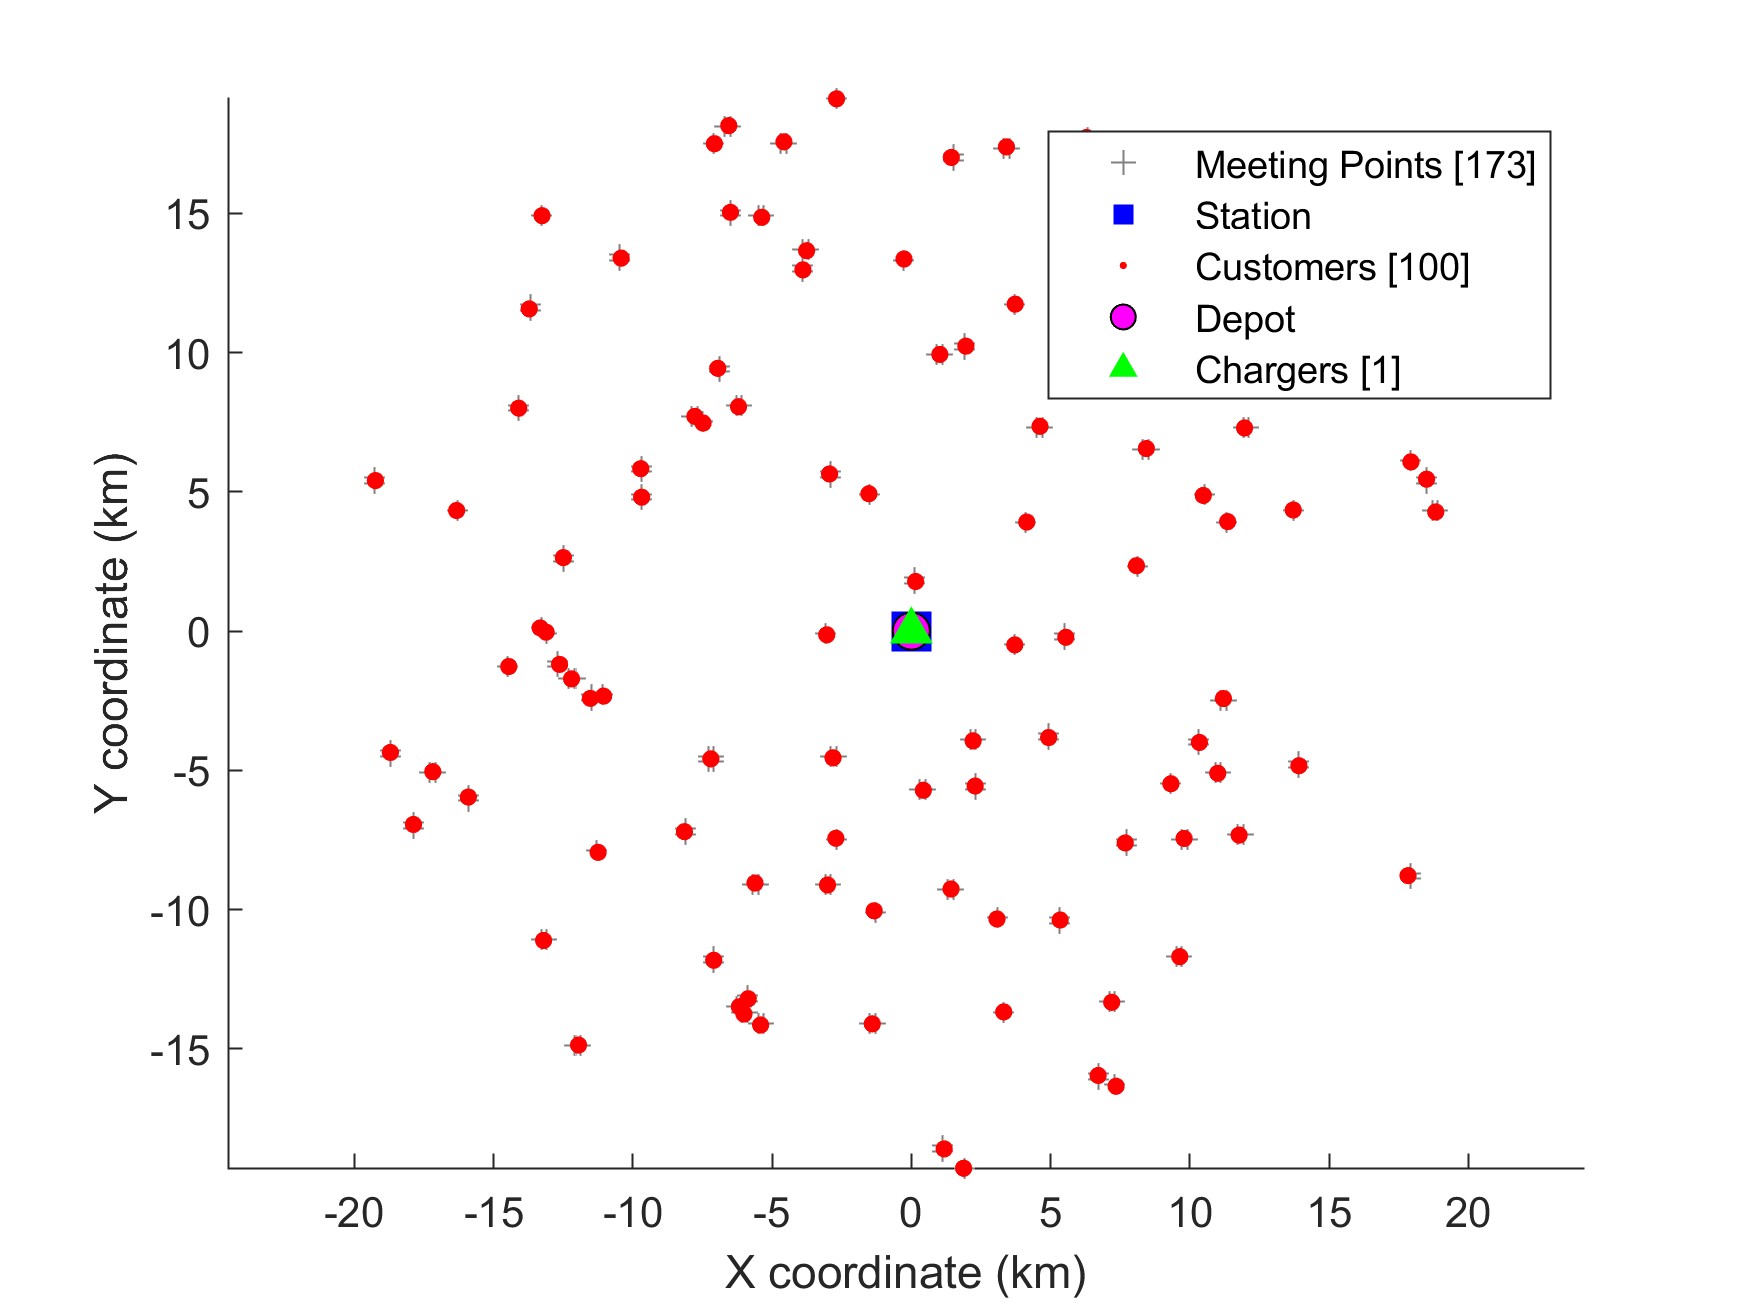 Meeting Points [173]
Station
Customers [100]
Depot
Chargers [1]
15
10
5
0
-5
-10
-15
Y coordinate (km)
-20 -15 -10 -5 0 5 10 15 20
X coordinate (km)